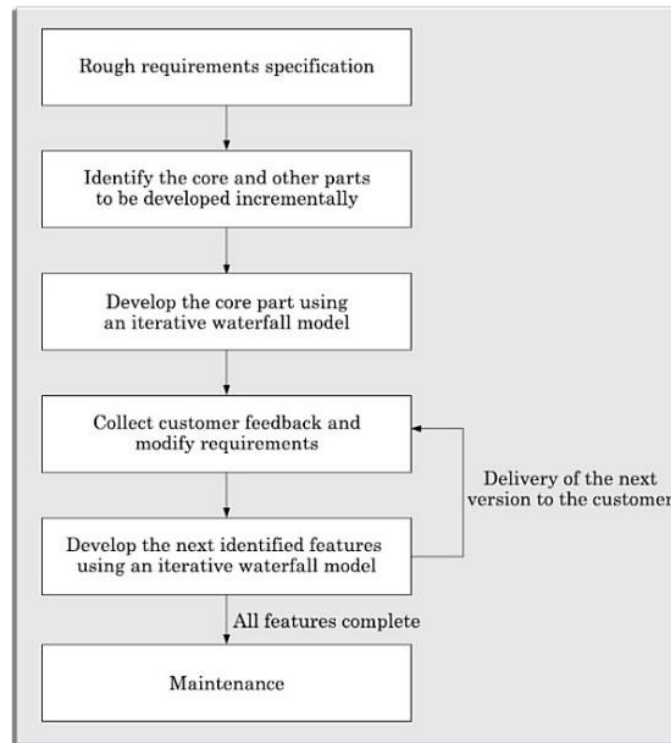 Rough requirements specification
Identify the core and other parts
to be developed incrementally
Develop the core part using
an iterative waterfall model
Collect customer feedback and
modify requirements
Delivery of the next
version to the customer
Develop the next identified features
using an iterative waterfall model
All features complete
Maintenance